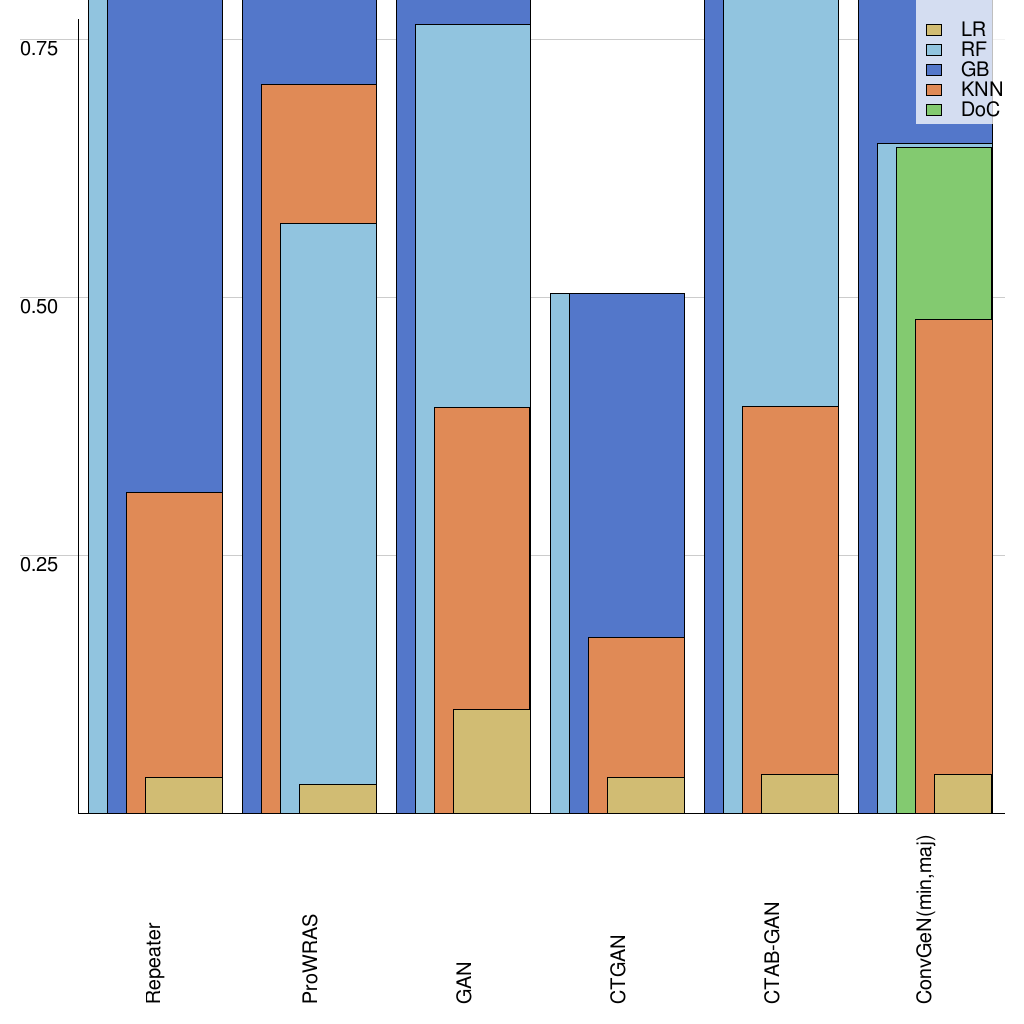 0.75
0.50
0.25
LR
RF
GB
KNN
DoC
Repeater
ProWRAS
GAN
CTGAN
CTAB-GAN
ConvGeN(min,maj)